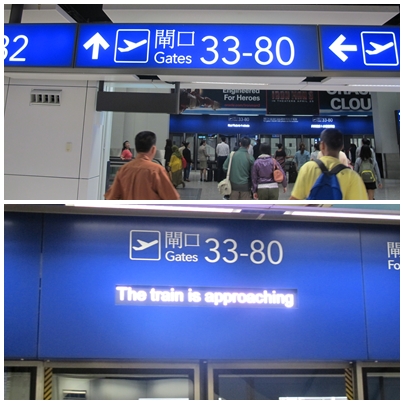 32
閘口
Gates 33-80
Engineered
For Heroes
CLOU
閘口
Gates 33-80
閘
Fo
The train is approaching